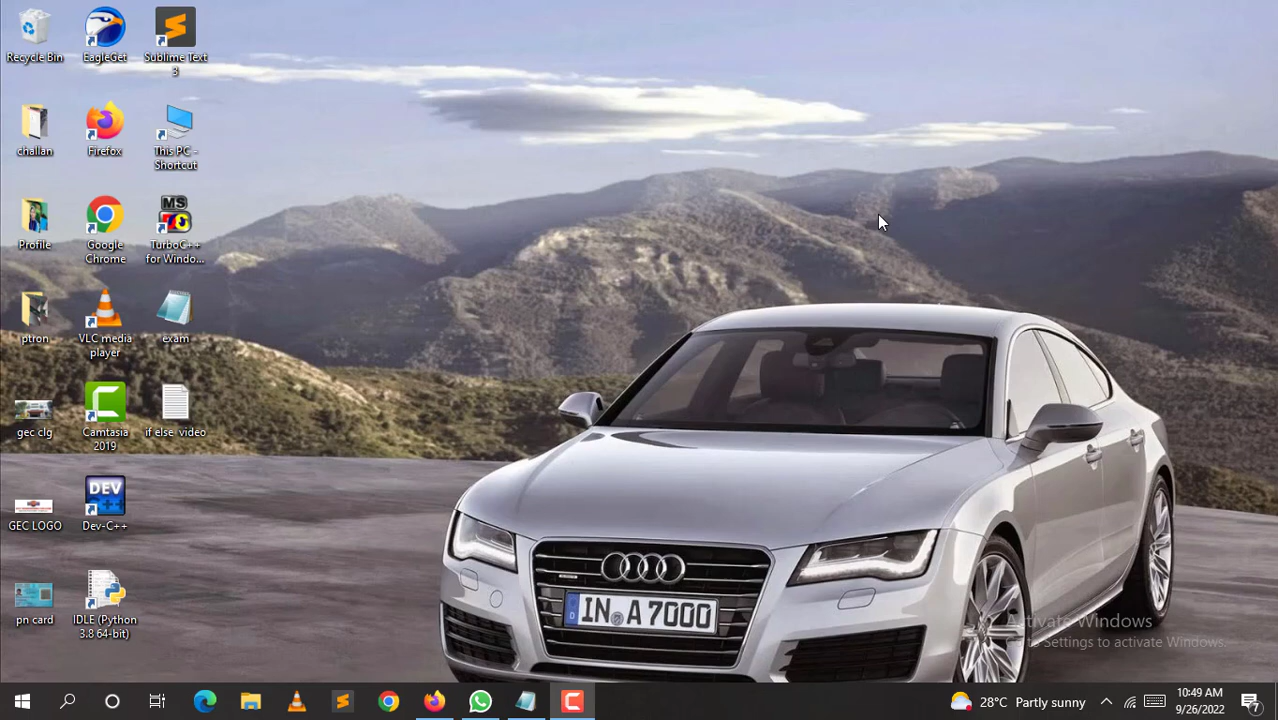 Recycle Bin
EagleGet
Sublime Text
3
challan
Firefox
This PC -
Shortcut
Profile
Google
Chrome
MS
TurboC++
for Windo...
ptron
VLC media
player
exam
gec clg
Camtasia
2019
if else video
GEC LOGO
DEV
Dev-C++
pn card
IDLE (Python
3.8 64-bit)
IN A 7000
Activate Windows
Go to Settings to activate Windows.
28°C Partly sunny
10:49 AM
9/26/2022
7